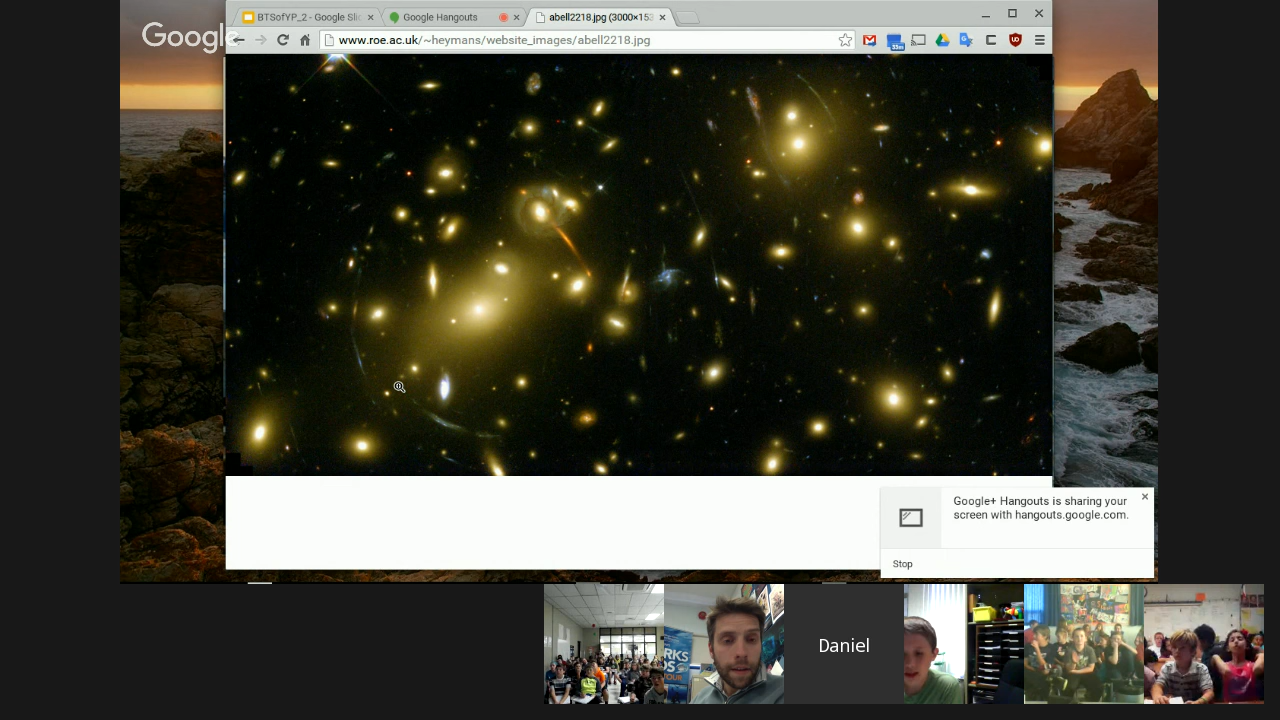 BTSofYP_2 - Google Slid
Google Hangouts
abell2218.jpg (3000×153
Google
www.roe.ac.uk/~heymans/website_images/abell2218.jpg
Google+ Hangouts is sharing your
screen with hangouts.google.com.
Stop
Daniel